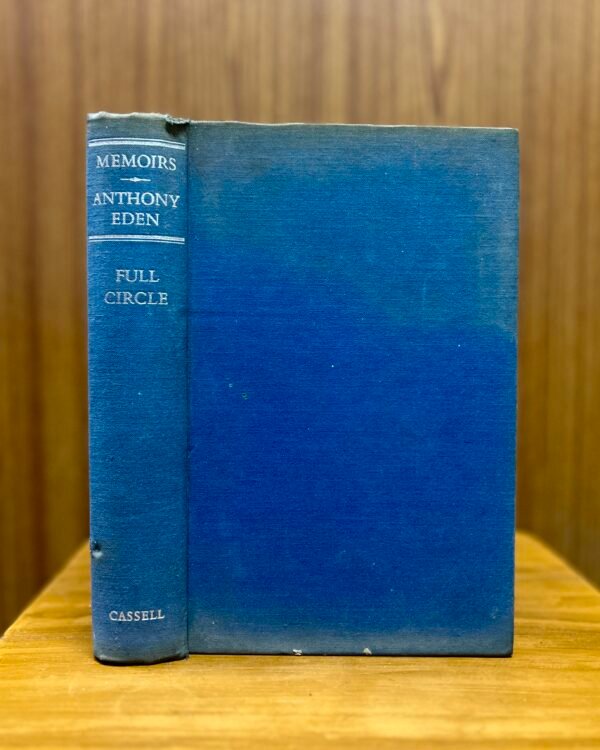 MEMOIRS
ANTHONY
EDEN
FULL
CIRCLE
CASSELL